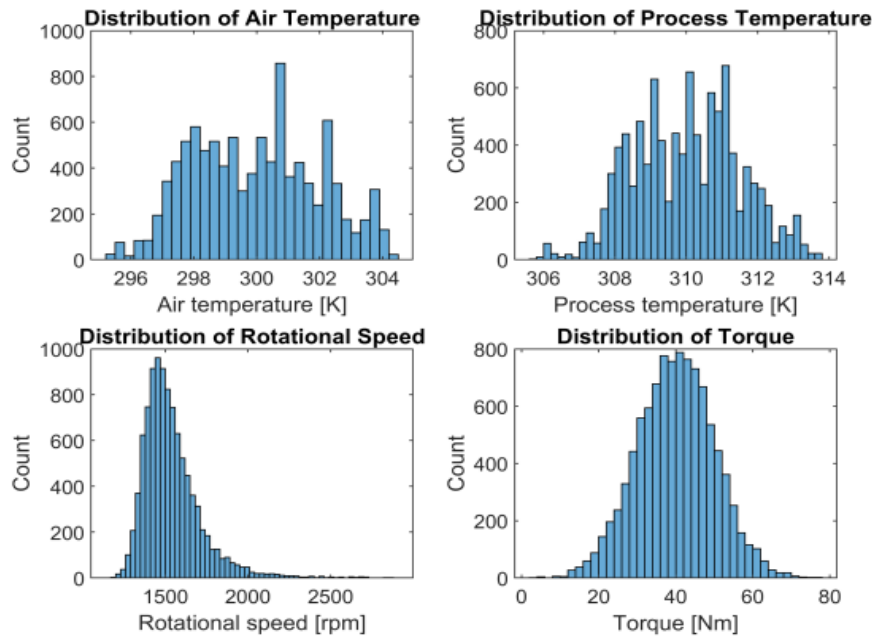 Distribution of Air Temperature
1000
800
600
400
200
0
Count
296 298 300 302 304
Air temperature [K]
Distribution of Process Temperature
800
600
400
200
0
Count
306 308 310 312 314
Process temperature [K]
Distribution of Rotational Speed
1000
800
600
400
200
0
Count
1500 2000 2500
Rotational speed [rpm]
Distribution of Torque
800
600
400
200
0
Count
0 20 40 60 80
Torque [Nm]